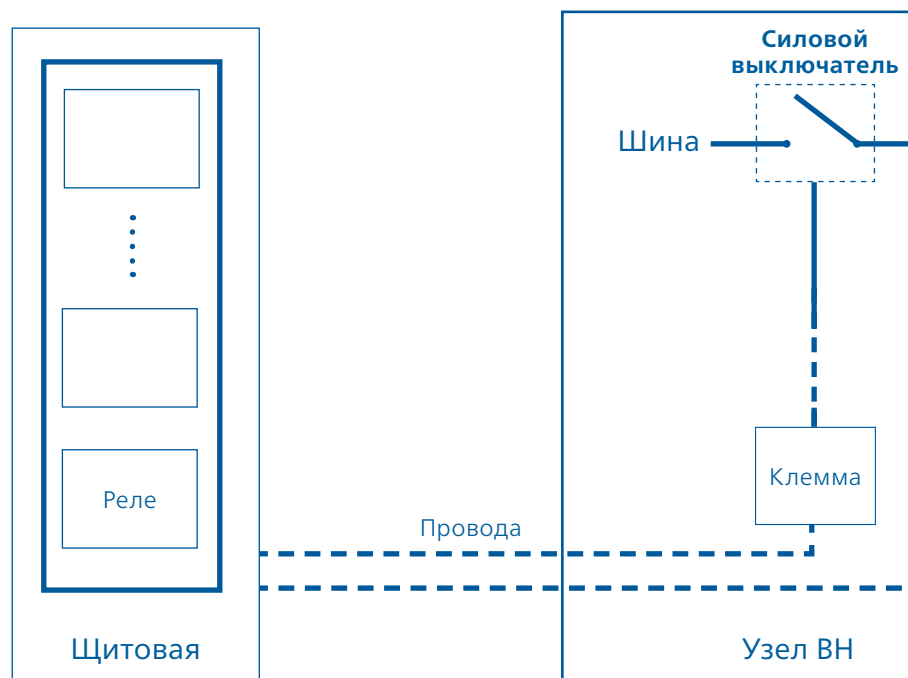 Силовой
выключатель
Шина
Клемма
Реле
Провода
Щитовая
Узел ВН